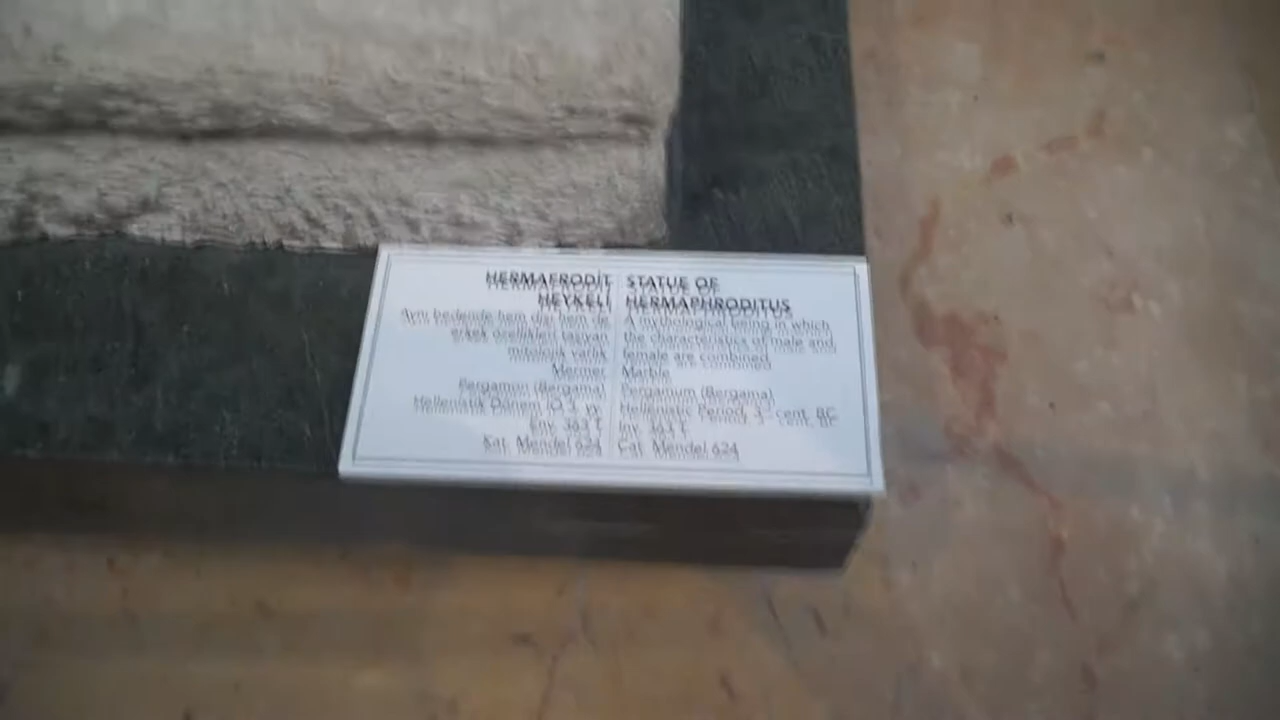 HERMAFRODİT
HEYKELİ
Aynı bedende hem dişi hem de
erkek özellikleri taşıyan
mitolojik varlık
Mermer
Pergamon (Bergama)
Hellenistik Dönem İÖ 3. yy.
Env. 363 T.
Kat. Mendel 624
STATUE OF
HERMAPHRODITUS
A mythological being in which
the characteristics of male and
female are combined
Marble
Pergamum (Bergama)
Hellenistic Period, 3rd cent. BC
Inv. 363 T.
Cat. Mendel 624